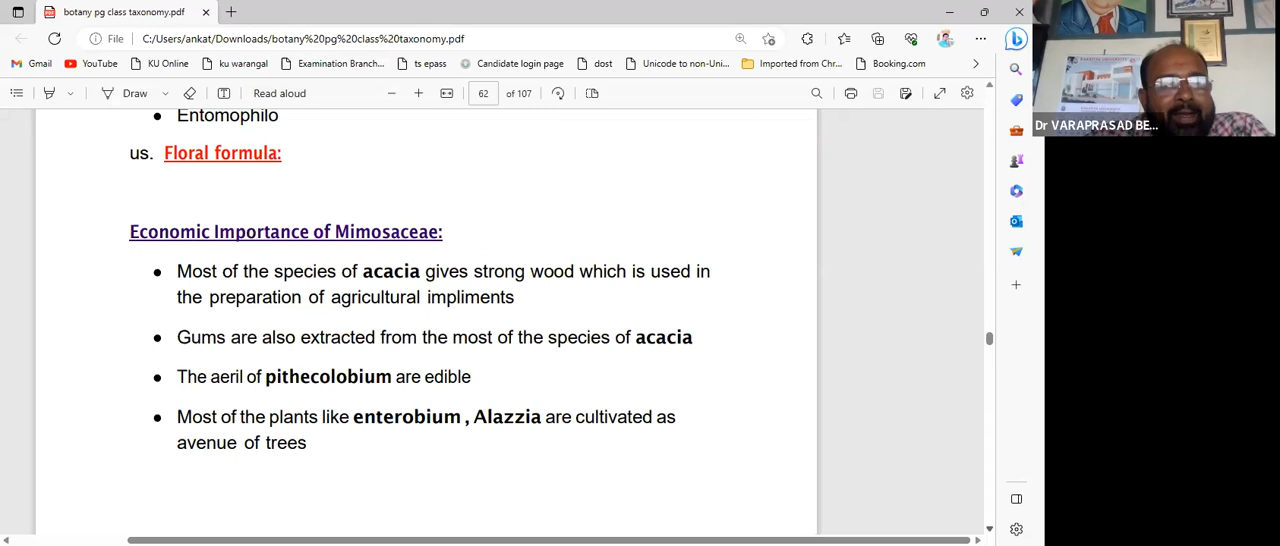 botany pg class taxonomy.pdf
File
C:/Users/ankat/Downloads/botany%20pg%20class%20taxonomy.pdf
Gmail
YouTube
KU Online
ku warangal
Examination Branch...
ts epass
Candidate login page
dost
Unicode to non-Uni...
Imported from Chr...
Booking.com
Draw
Read aloud
62 of 107
Dr VARAPRASAD BE...
• Entomophilo
us. Floral formula:
Economic Importance of Mimosaceae:
• Most of the species of acacia gives strong wood which is used in
the preparation of agricultural impliments
• Gums are also extracted from the most of the species of acacia
• The aeril of pithecolobium are edible
• Most of the plants like enterobium , Alazzia are cultivated as
avenue of trees